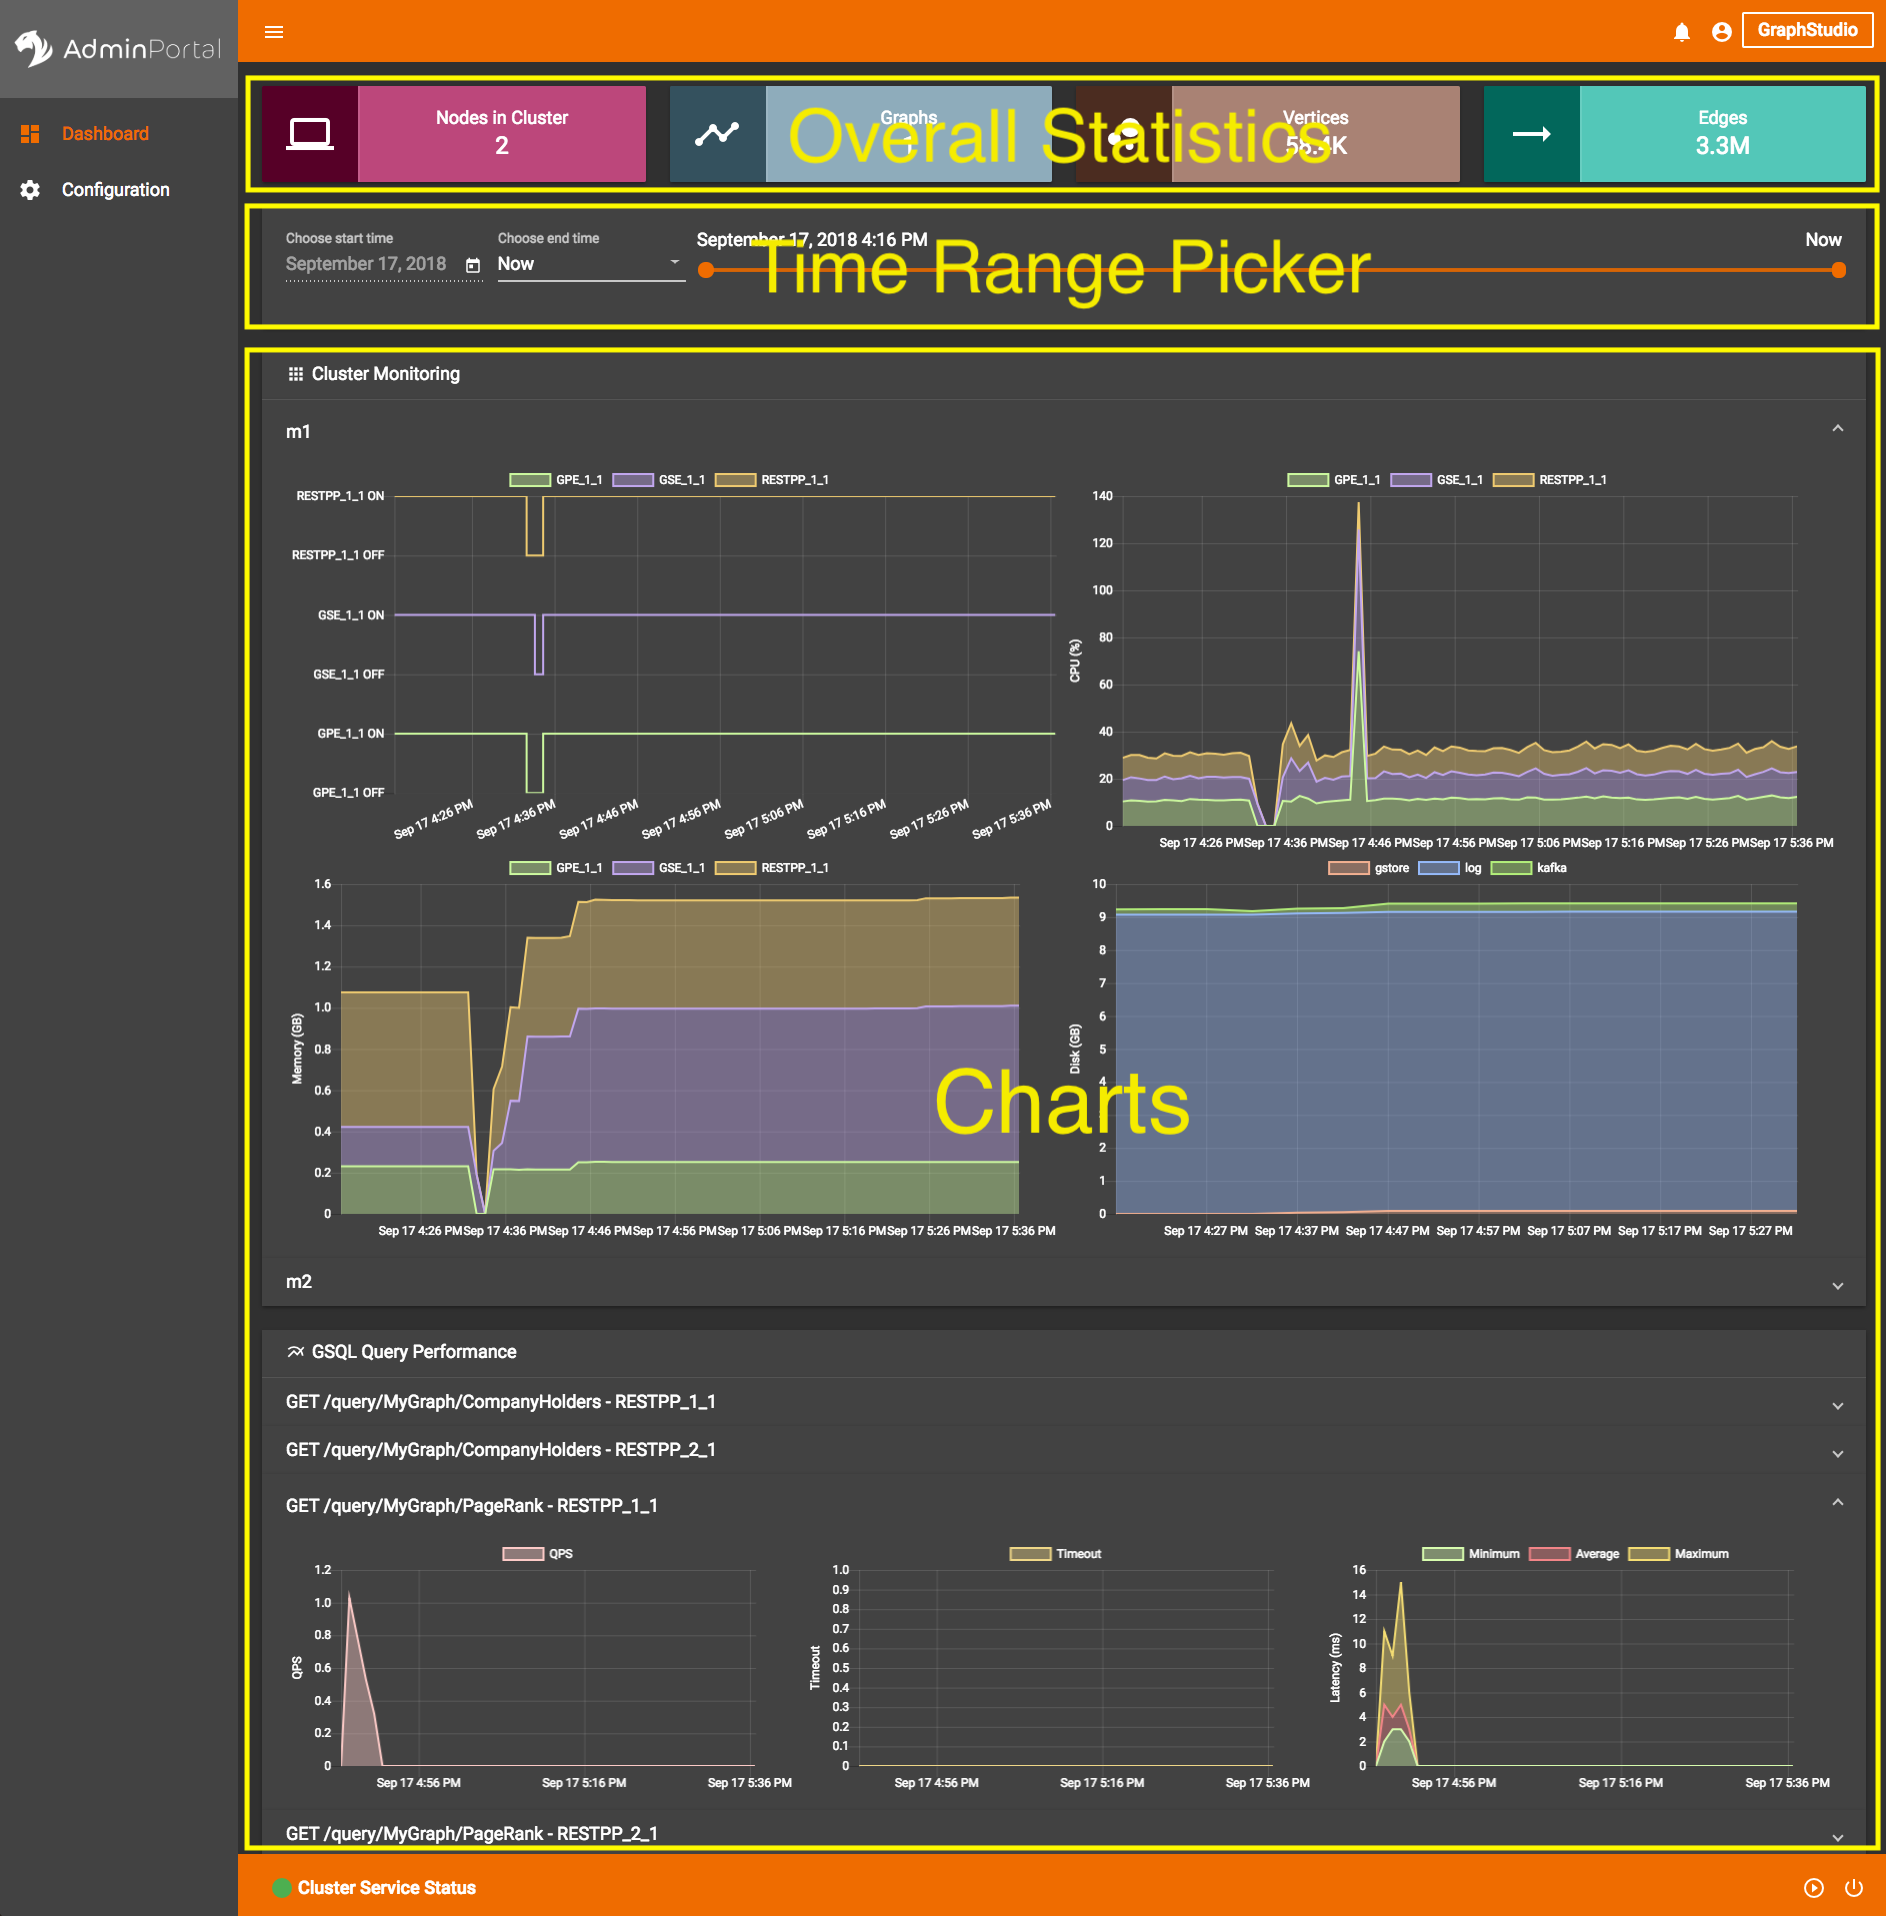 AdminPortal
GraphStudio
Dashboard
Configuration
Nodes in Cluster
2
Graphs
1
Vertices
58.4K
Edges
3.3M
Overall Statistics
Choose start time
September 17, 2018
Choose end time
Now
September 17, 2018 4:16 PM
Now
Time Range Picker
Cluster Monitoring
m1
GPE_1_1 GSE_1_1 RESTPP_1_1
RESTPP_1_1 ON
RESTPP_1_1 OFF
GSE_1_1 ON
GSE_1_1 OFF
GPE_1_1 ON
GPE_1_1 OFF
Sep 17 4:26 PM Sep 17 4:36 PM Sep 17 4:46 PM Sep 17 4:56 PM Sep 17 5:06 PM Sep 17 5:16 PM Sep 17 5:26 PM Sep 17 5:36 PM
GPE_1_1 GSE_1_1 RESTPP_1_1
CPU (%)
140
120
100
80
60
40
20
0
Sep 17 4:26 PM Sep 17 4:36 PM Sep 17 4:46 PM Sep 17 4:56 PM Sep 17 5:06 PM Sep 17 5:16 PM Sep 17 5:26 PM Sep 17 5:36 PM
GPE_1_1 GSE_1_1 RESTPP_1_1
Memory (GB)
1.6
1.4
1.2
1.0
0.8
0.6
0.4
0.2
0
Sep 17 4:26 PM Sep 17 4:36 PM Sep 17 4:46 PM Sep 17 4:56 PM Sep 17 5:06 PM Sep 17 5:16 PM Sep 17 5:26 PM Sep 17 5:36 PM
gstore log kafka
Disk (GB)
10
9
8
7
6
5
4
2
1
0
Sep 17 4:27 PM Sep 17 4:37 PM Sep 17 4:47 PM Sep 17 4:57 PM Sep 17 5:07 PM Sep 17 5:17 PM Sep 17 5:27 PM
Charts
m2
GSQL Query Performance
GET /query/MyGraph/CompanyHolders - RESTPP_1_1
GET /query/MyGraph/CompanyHolders - RESTPP_2_1
GET /query/MyGraph/PageRank - RESTPP_1_1
QPS
QPS
1.2
1.0
0.8
0.6
0.4
0.2
0
Sep 17 4:56 PM Sep 17 5:16 PM Sep 17 5:36 PM
Timeout
Timeout
1.0
0.9
0.8
0.7
0.6
0.5
0.4
0.3
0.2
0.1
0
Sep 17 4:56 PM Sep 17 5:16 PM Sep 17 5:36 PM
Minimum Average Maximum
Latency (ms)
16
14
12
10
8
6
4
2
0
Sep 17 4:56 PM Sep 17 5:16 PM Sep 17 5:36 PM
GET /query/MyGraph/PageRank - RESTPP_2_1
Cluster Service Status